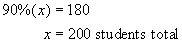 90%(x) = 180
x = 200 students total